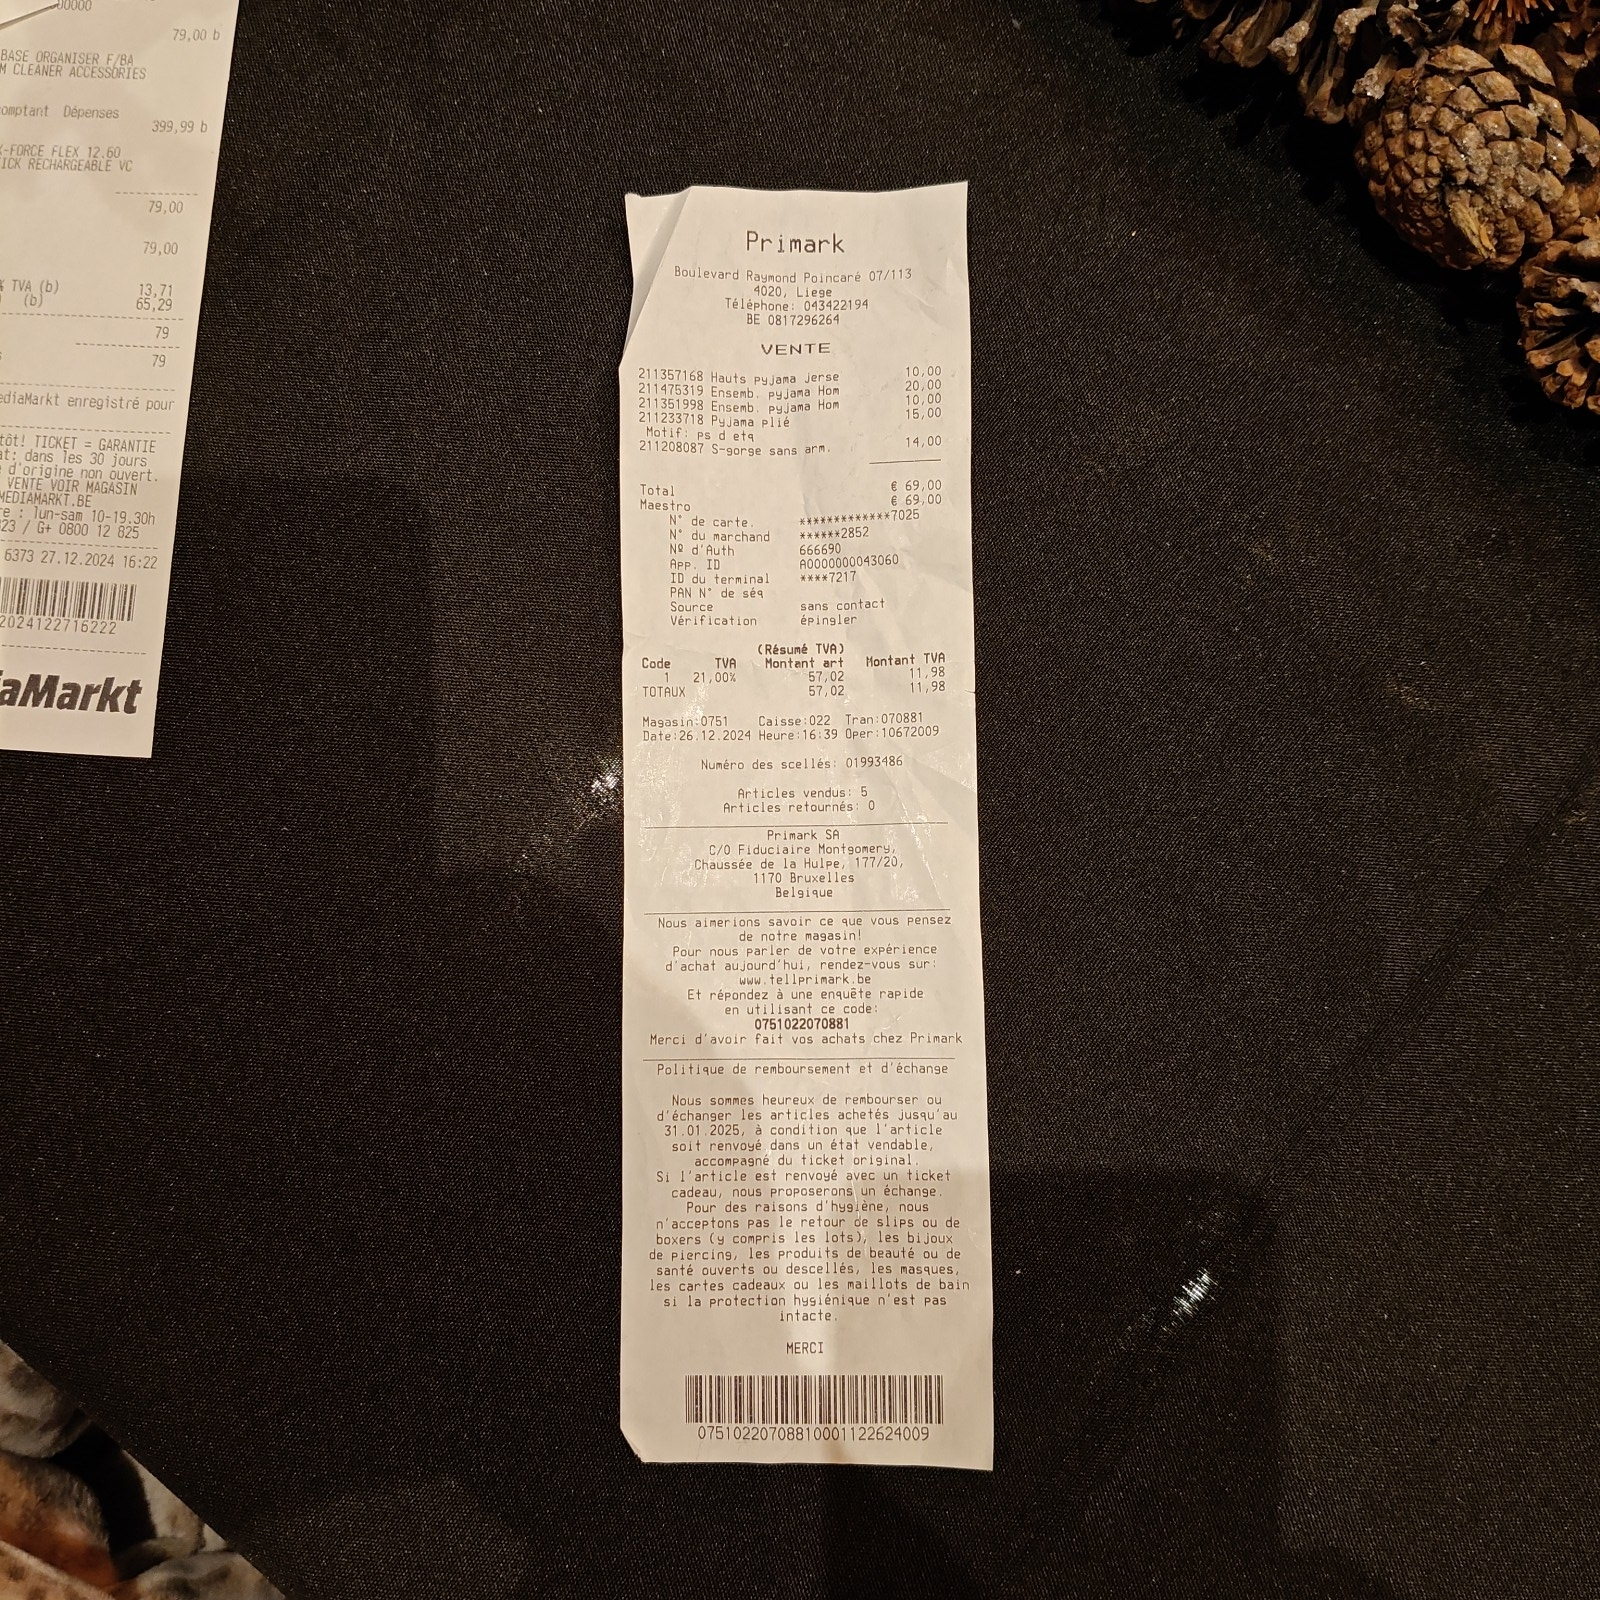 00000
79,00 b
BASE ORGANISER F/BA
M CLEANER ACCESSORIES
omptant Dépenses
399,99 b
X-FORCE FLEX 12.60
ICK RECHARGEABLE VC
79,00
79,00
% TVA (b) 13,71
(b) 65,29
79
79
ediaMarkt enregistré pour
tôt! TICKET = GARANTIE
at: dans les 30 jours
e d'origine non ouvert.
VENTE VOIR MAGASIN
MEDIAMARKT.BE
re : lun-sam 10-19.30h
823 / G+ 0800 12 825
6373 27.12.2024 16:22
2024122716222
iaMarkt
Primark
Boulevard Raymond Poincaré 07/113
4020, Liege
Téléphone: 043422194
BE 0817296264
VENTE
211357168 Hauts pyjama jerse 10,00
211475319 Ensemb. pyjama Hom 20,00
211351998 Ensemb. pyjama Hom 10,00
211233718 Pyjama plié 15,00
Motif: ps d etq
211208087 S-gorge sans arm. 14,00
Total € 69,00
Maestro € 69,00
N° de carte. *************7025
N° du marchand ******2852
Nº d'Auth 666690
App. ID A0000000043060
ID du terminal ****7217
PAN N° de séq
Source sans contact
Vérification épingler
(Résumé TVA)
Code TVA Montant art Montant TVA
1 21,00% 57,02 11,98
TOTAUX 57,02 11,98
Magasin:0751 Caisse:022 Tran:070881
Date:26.12.2024 Heure:16:39 Oper:10672009
Numéro des scellés: 01993486
Articles vendus: 5
Articles retournés: 0
Primark SA
C/O Fiduciaire Montgomery,
Chaussée de la Hulpe, 177/20,
1170 Bruxelles
Belgique
Nous aimerions savoir ce que vous pensez
de notre magasin!
Pour nous parler de votre expérience
d'achat aujourd'hui, rendez-vous sur:
www.tellprimark.be
Et répondez à une enquête rapide
en utilisant ce code:
0751022070881
Merci d'avoir fait vos achats chez Primark
Politique de remboursement et d'échange
Nous sommes heureux de rembourser ou
d'échanger les articles achetés jusqu'au
31.01.2025, à condition que l'article
soit renvoyé dans un état vendable,
accompagné du ticket original.
Si l'article est renvoyé avec un ticket
cadeau, nous proposerons un échange.
Pour des raisons d'hygiène, nous
n'acceptons pas le retour de slips ou de
boxers (y compris les lots), les bijoux
de piercing, les produits de beauté ou de
santé ouverts ou descellés, les masques,
les cartes cadeaux ou les maillots de bain
si la protection hygiénique n'est pas
intacte.
MERCI
07510220708810001122624009